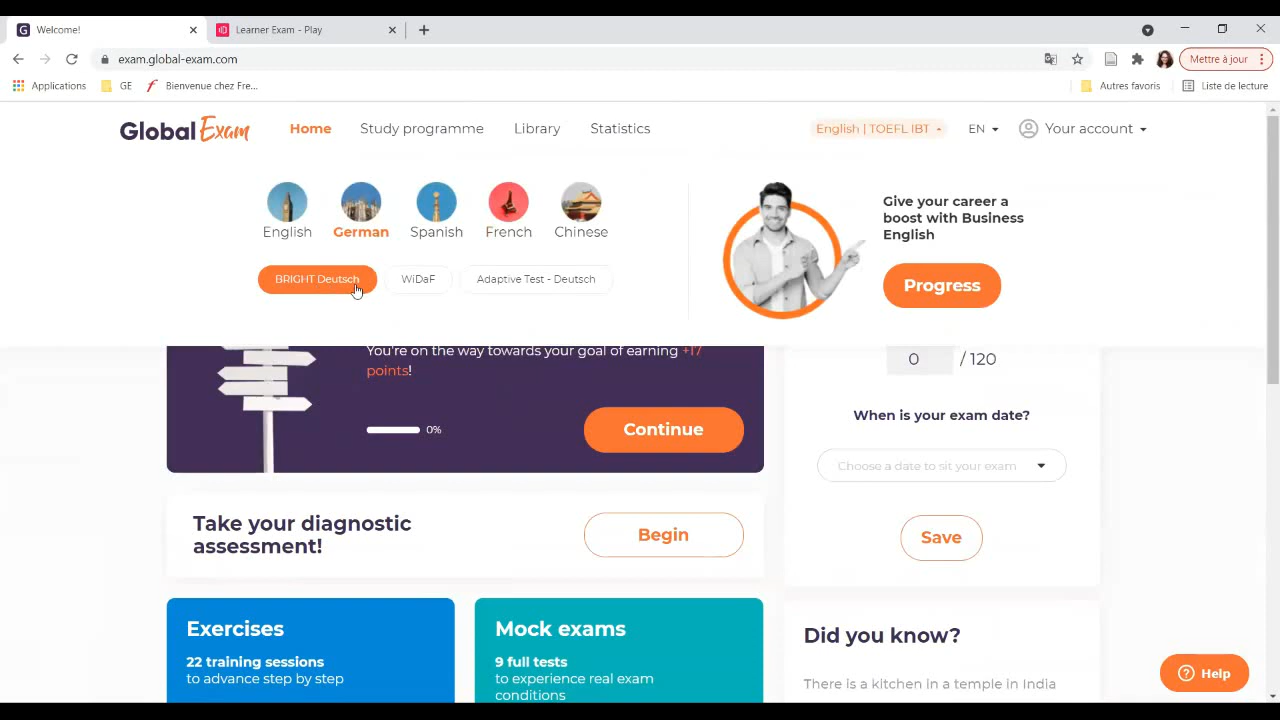 Welcome!
Learner Exam - Play
exam.global-exam.com
Mettre à jour
Applications
GE
Bienvenue chez Fre...
Autres favoris
Liste de lecture
Global Exam
Home
Study programme
Library
Statistics
English | TOEFL IBT
EN
Your account
English
German
Spanish
French
Chinese
BRIGHT Deutsch
WiDaF
Adaptive Test - Deutsch
Give your career a
boost with Business
English
Progress
You're on the way towards your goal of earning +17
points!
0%
Continue
0 / 120
When is your exam date?
Choose a date to sit your exam
Save
Take your diagnostic
assessment!
Begin
Exercises
22 training sessions
to advance step by step
Mock exams
9 full tests
to experience real exam
conditions
Did you know?
There is a kitchen in a temple in India
Help